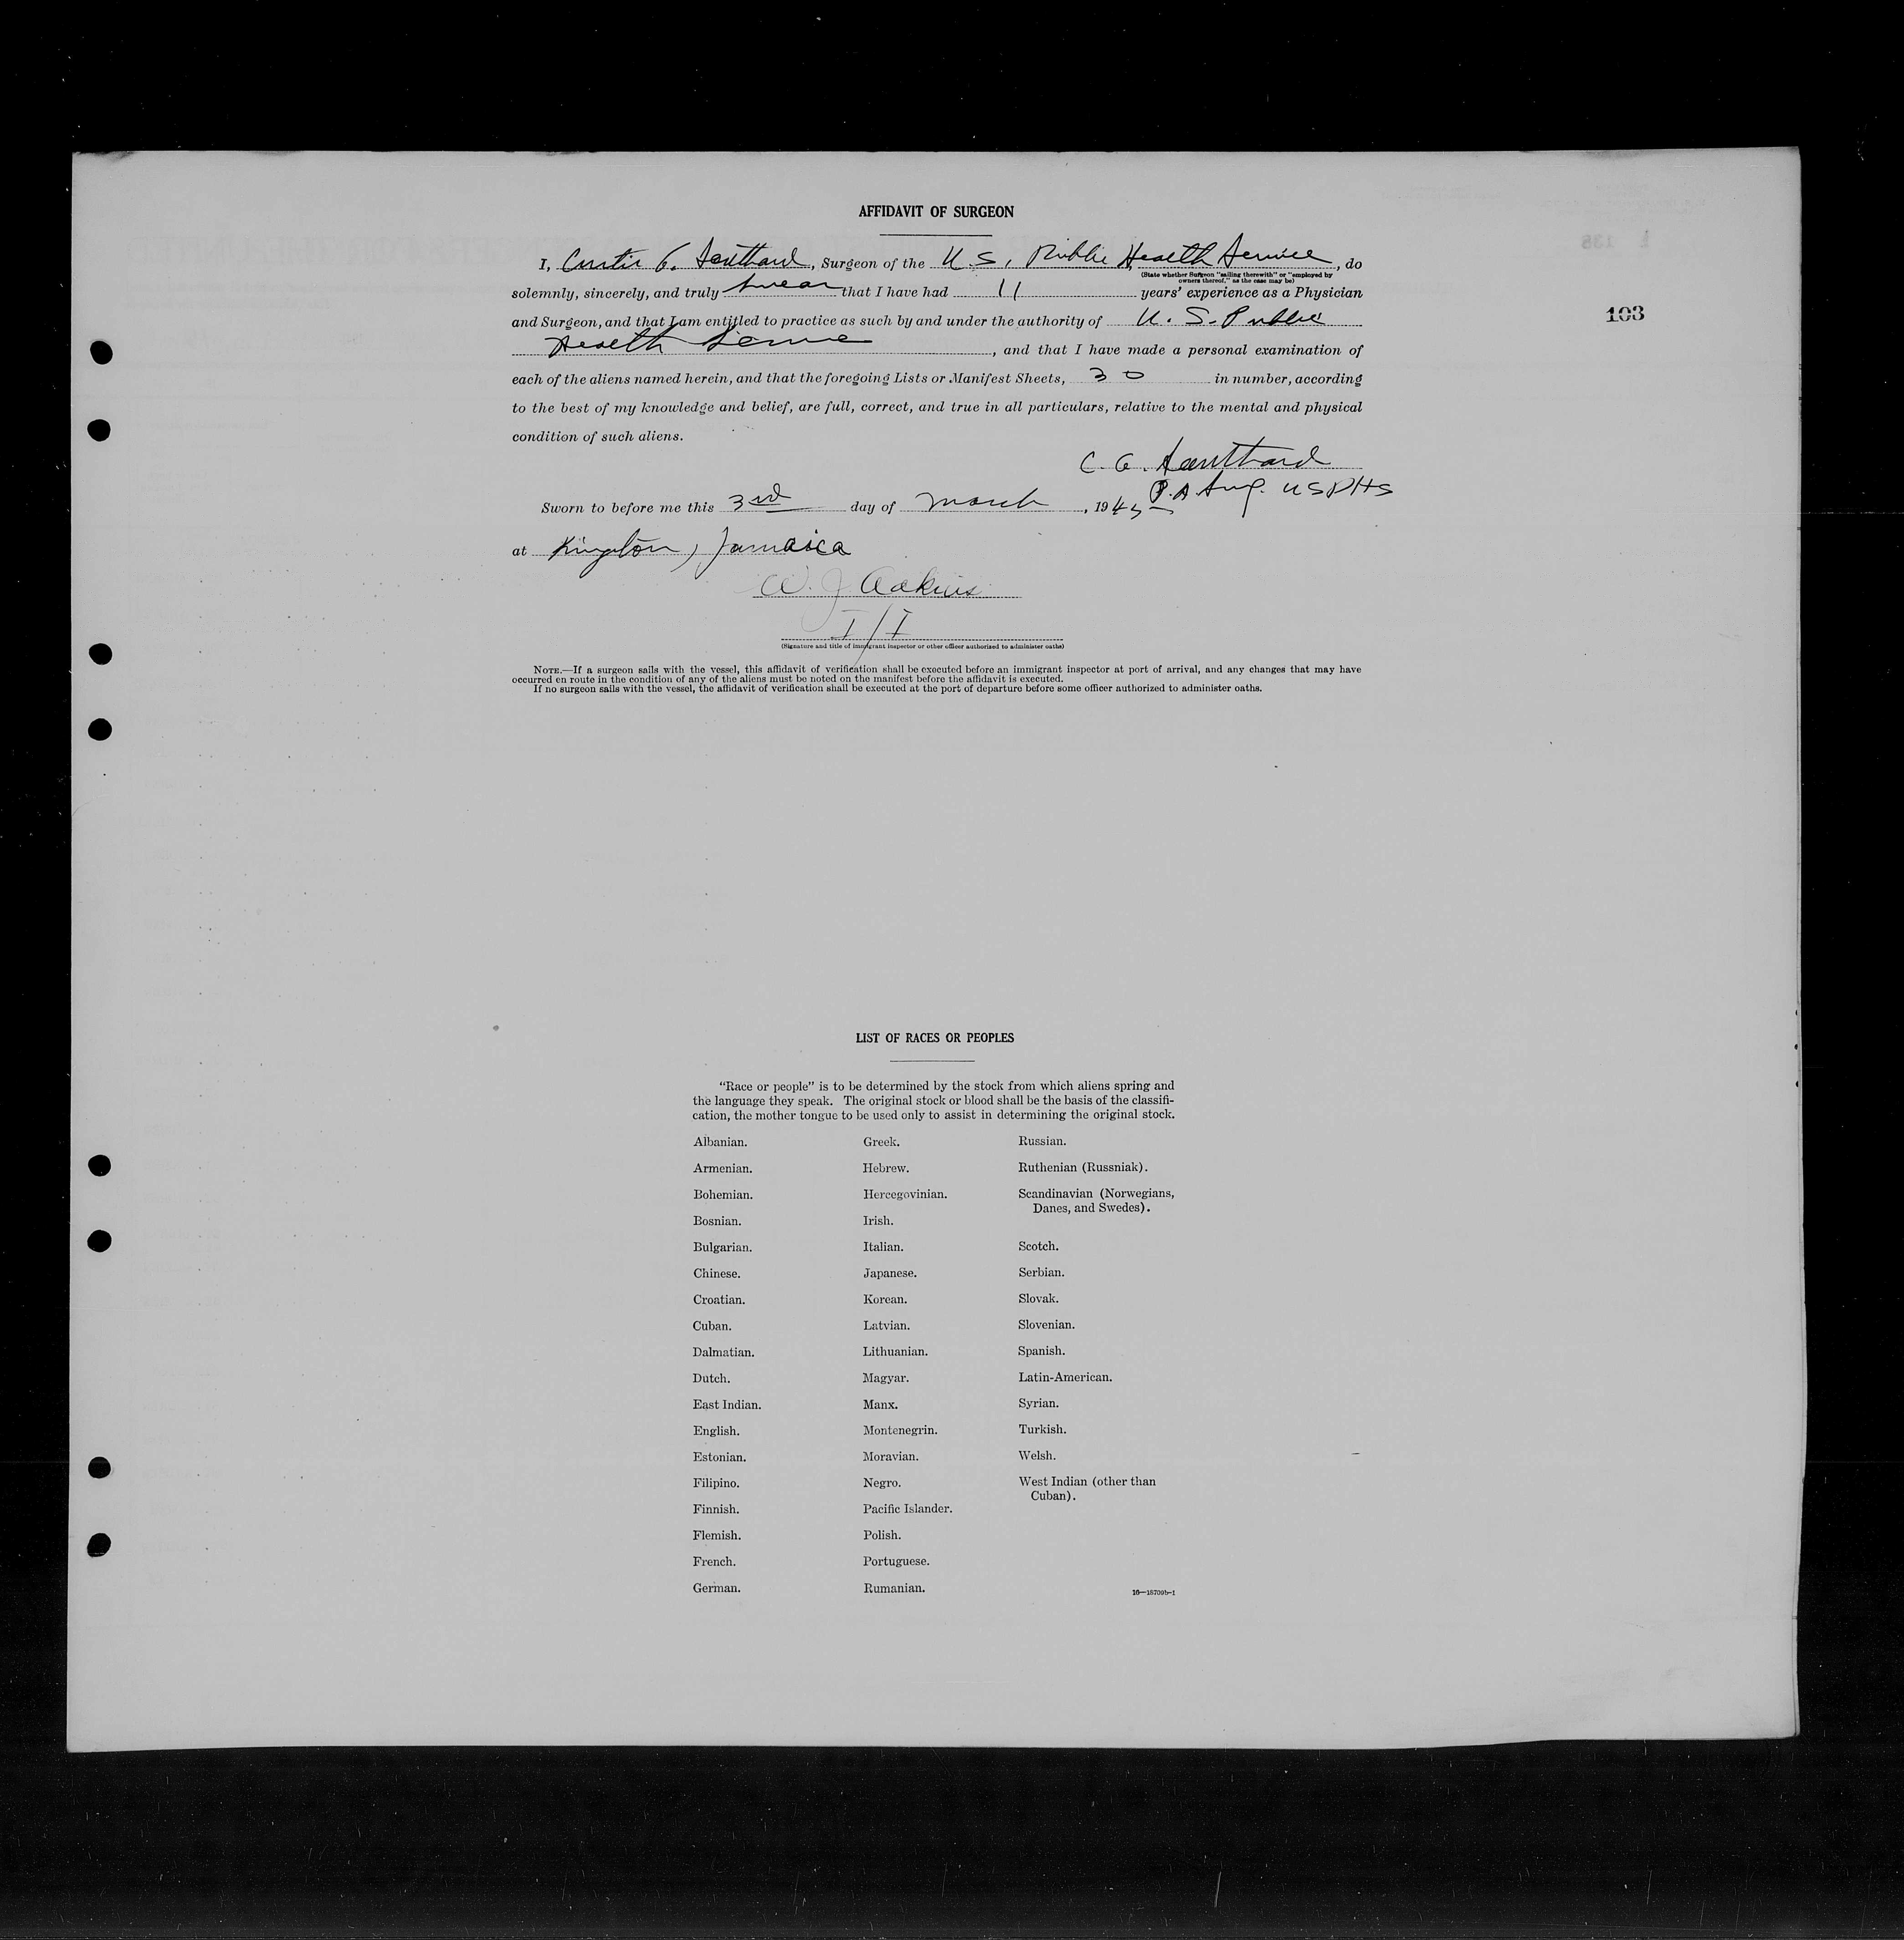 AFFIDAVIT OF SURGEON
I, Curtis G. Southard, Surgeon of the U.S. Public Health Service, do
(State whether Surgeon "sailing therewith" or "employed by
owners thereof," as the case may be)
solemnly, sincerely, and truly swear that I have had 11 years' experience as a Physician
103
and Surgeon, and that I am entitled to practice as such by and under the authority of U. S. Public
Health Service, and that I have made a personal examination of
each of the aliens named herein, and that the foregoing Lists or Manifest Sheets, 30 in number, according
to the best of my knowledge and belief, are full, correct, and true in all particulars, relative to the mental and physical
condition of such aliens.
C. G. Southard
P.A. Surg. USPHS
Sworn to before me this 3rd day of March, 1945
at Kingston, Jamaica
W. J. Adkins
I/I
(Signature and title of immigrant inspector or other officer authorized to administer oaths)
NOTE.—If a surgeon sails with the vessel, this affidavit of verification shall be executed before an immigrant inspector at port of arrival, and any changes that may have
occurred en route in the condition of any of the aliens must be noted on the manifest before the affidavit is executed.
If no surgeon sails with the vessel, the affidavit of verification shall be executed at the port of departure before some officer authorized to administer oaths.
LIST OF RACES OR PEOPLES
"Race or people" is to be determined by the stock from which aliens spring and
the language they speak. The original stock or blood shall be the basis of the classifi-
cation, the mother tongue to be used only to assist in determining the original stock.
Albanian.
Armenian.
Bohemian.
Bosnian.
Bulgarian.
Chinese.
Croatian.
Cuban.
Dalmatian.
Dutch.
East Indian.
English.
Estonian.
Filipino.
Finnish.
Flemish.
French.
German.
Greek.
Hebrew.
Hercegovinian.
Irish.
Italian.
Japanese.
Korean.
Latvian.
Lithuanian.
Magyar.
Manx.
Montenegrin.
Moravian.
Negro.
Pacific Islander.
Polish.
Portuguese.
Rumanian.
Russian.
Ruthenian (Russniak).
Scandinavian (Norwegians,
Danes, and Swedes).
Scotch.
Serbian.
Slovak.
Slovenian.
Spanish.
Latin-American.
Syrian.
Turkish.
Welsh.
West Indian (other than
Cuban).
16—18709b-1